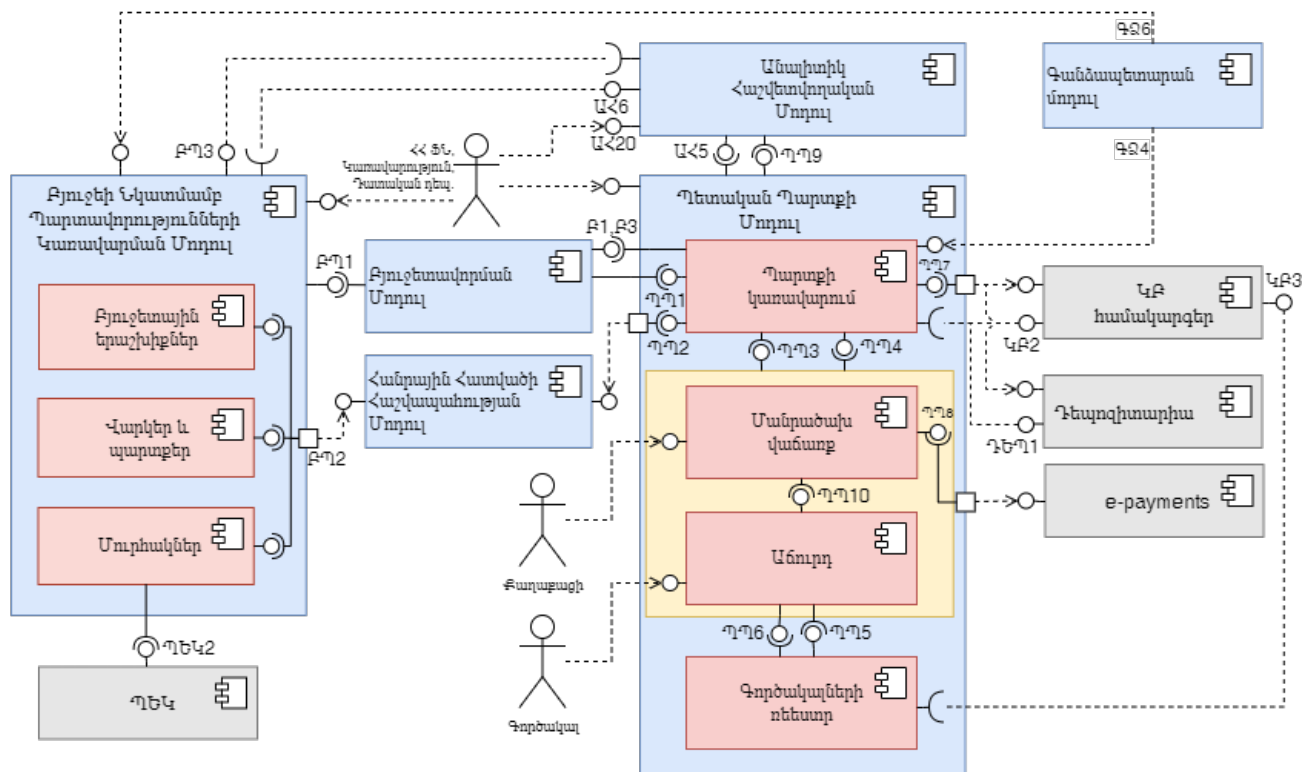 ԳՁ6
Անալիտիկ
Հաշվետվողական
Մոդուլ
Գանձապետարան
մոդուլ
ԱՀ6
ԱՀ20
ԲՊ3
ՀՀ ՖՆ,
Կառավարություն,
Դատական դեպ.
ԱՀ5
ՊՊ9
ԳՁ4
Բյուջեի Նկատմամբ
Պարտավորությունների
Կառավարման Մոդուլ
Պետական Պարտքի
Մոդուլ
Բ1,Բ3
ԲՊ1
Բյուջետավորման
Մոդուլ
ՊՊ1
ՊՊ2
Պարտքի
կառավարում
ՊՊ7
ԿԲ
համակարգեր
ԿԲ3
ԿԲ2
Բյուջետային
երաշխիքներ
ՊՊ3
ՊՊ4
Հանրային Հատվածի
Հաշվապահության
Մոդուլ
Դեպոզիտարիա
ԴԵՊ1
Վարկեր և
պարտքեր
ԲՊ2
Մանրածախ
վաճառք
ՊՊ8
e-payments
ՊՊ10
Մուրհակներ
Աճուրդ
Քաղաքացի
ՊԵԿ2
ՊՊ6
ՊՊ5
ՊԵԿ
Գործակալ
Գործակալների
ռեեստր